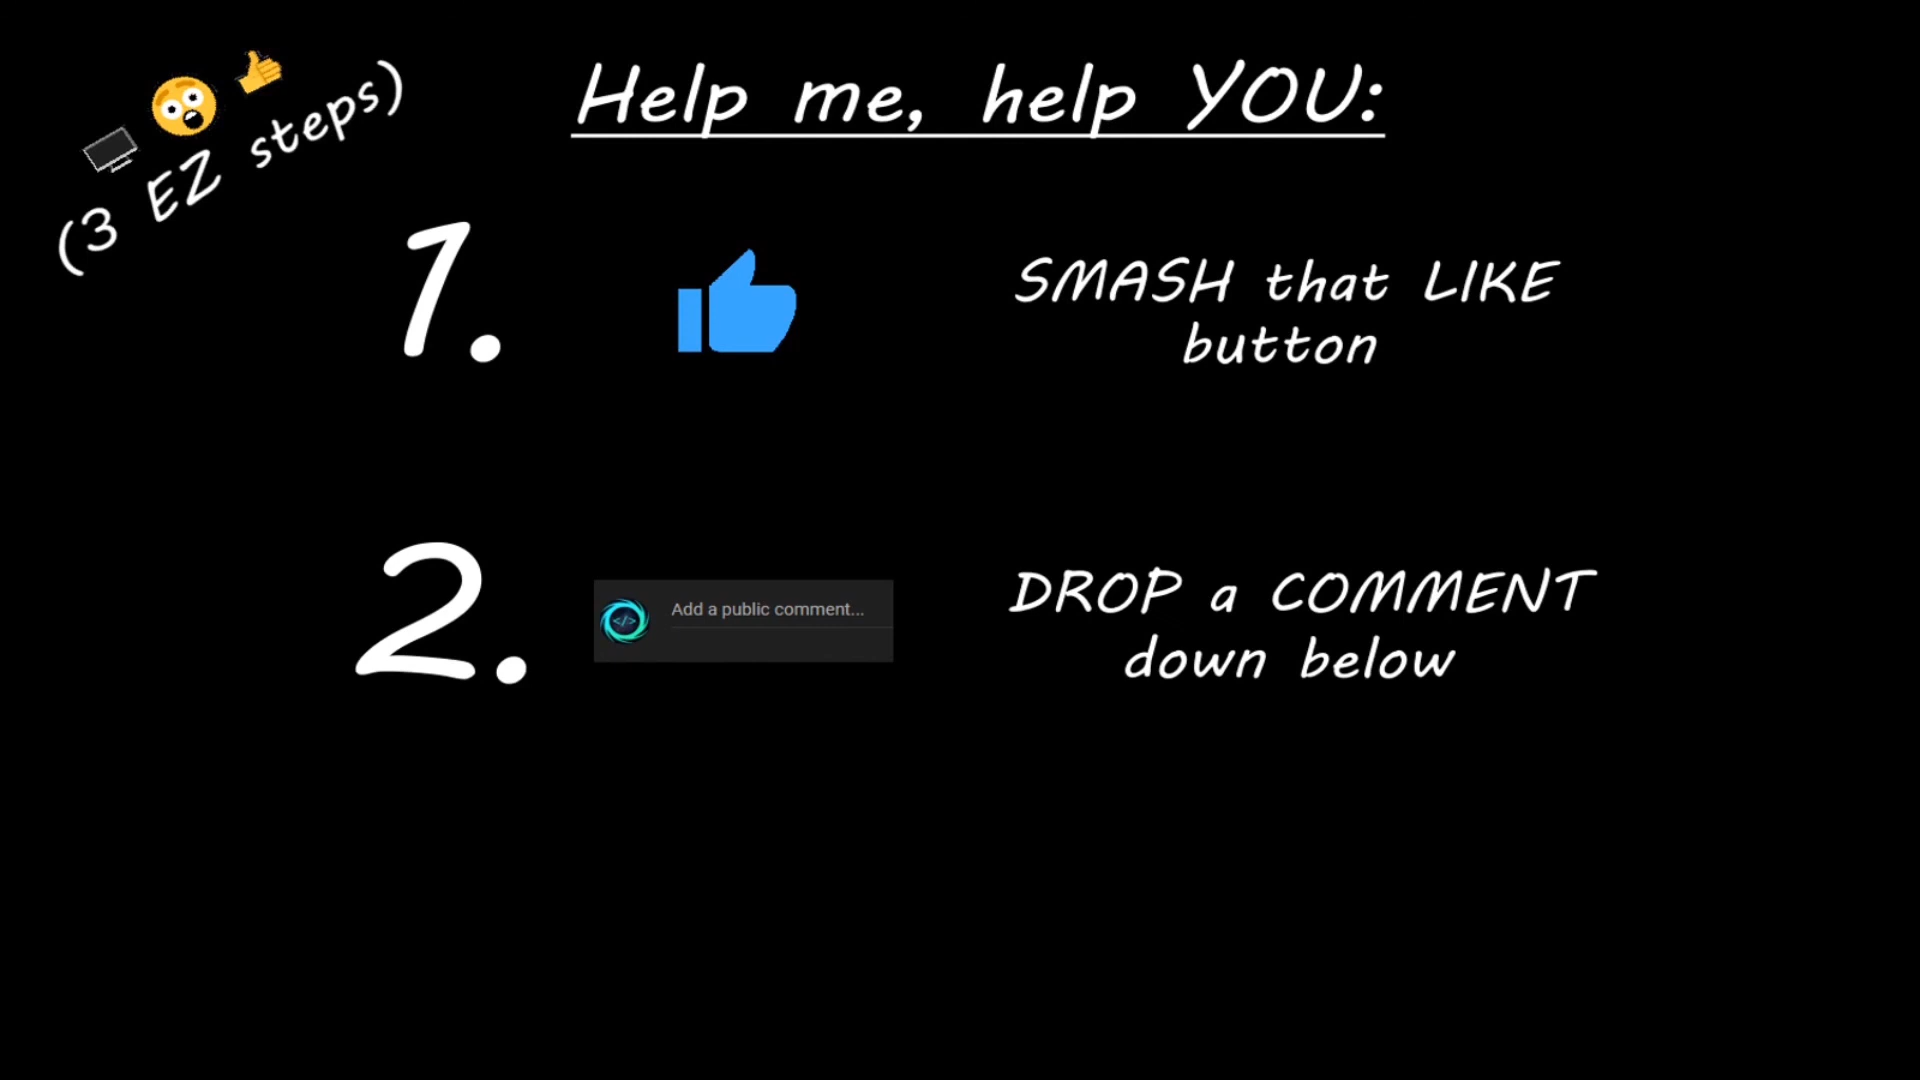 Help me, help YOU:
(3 EZ steps)
1.
SMASH that LIKE
button
2.
</>
Add a public comment...
DROP a COMMENT
down below